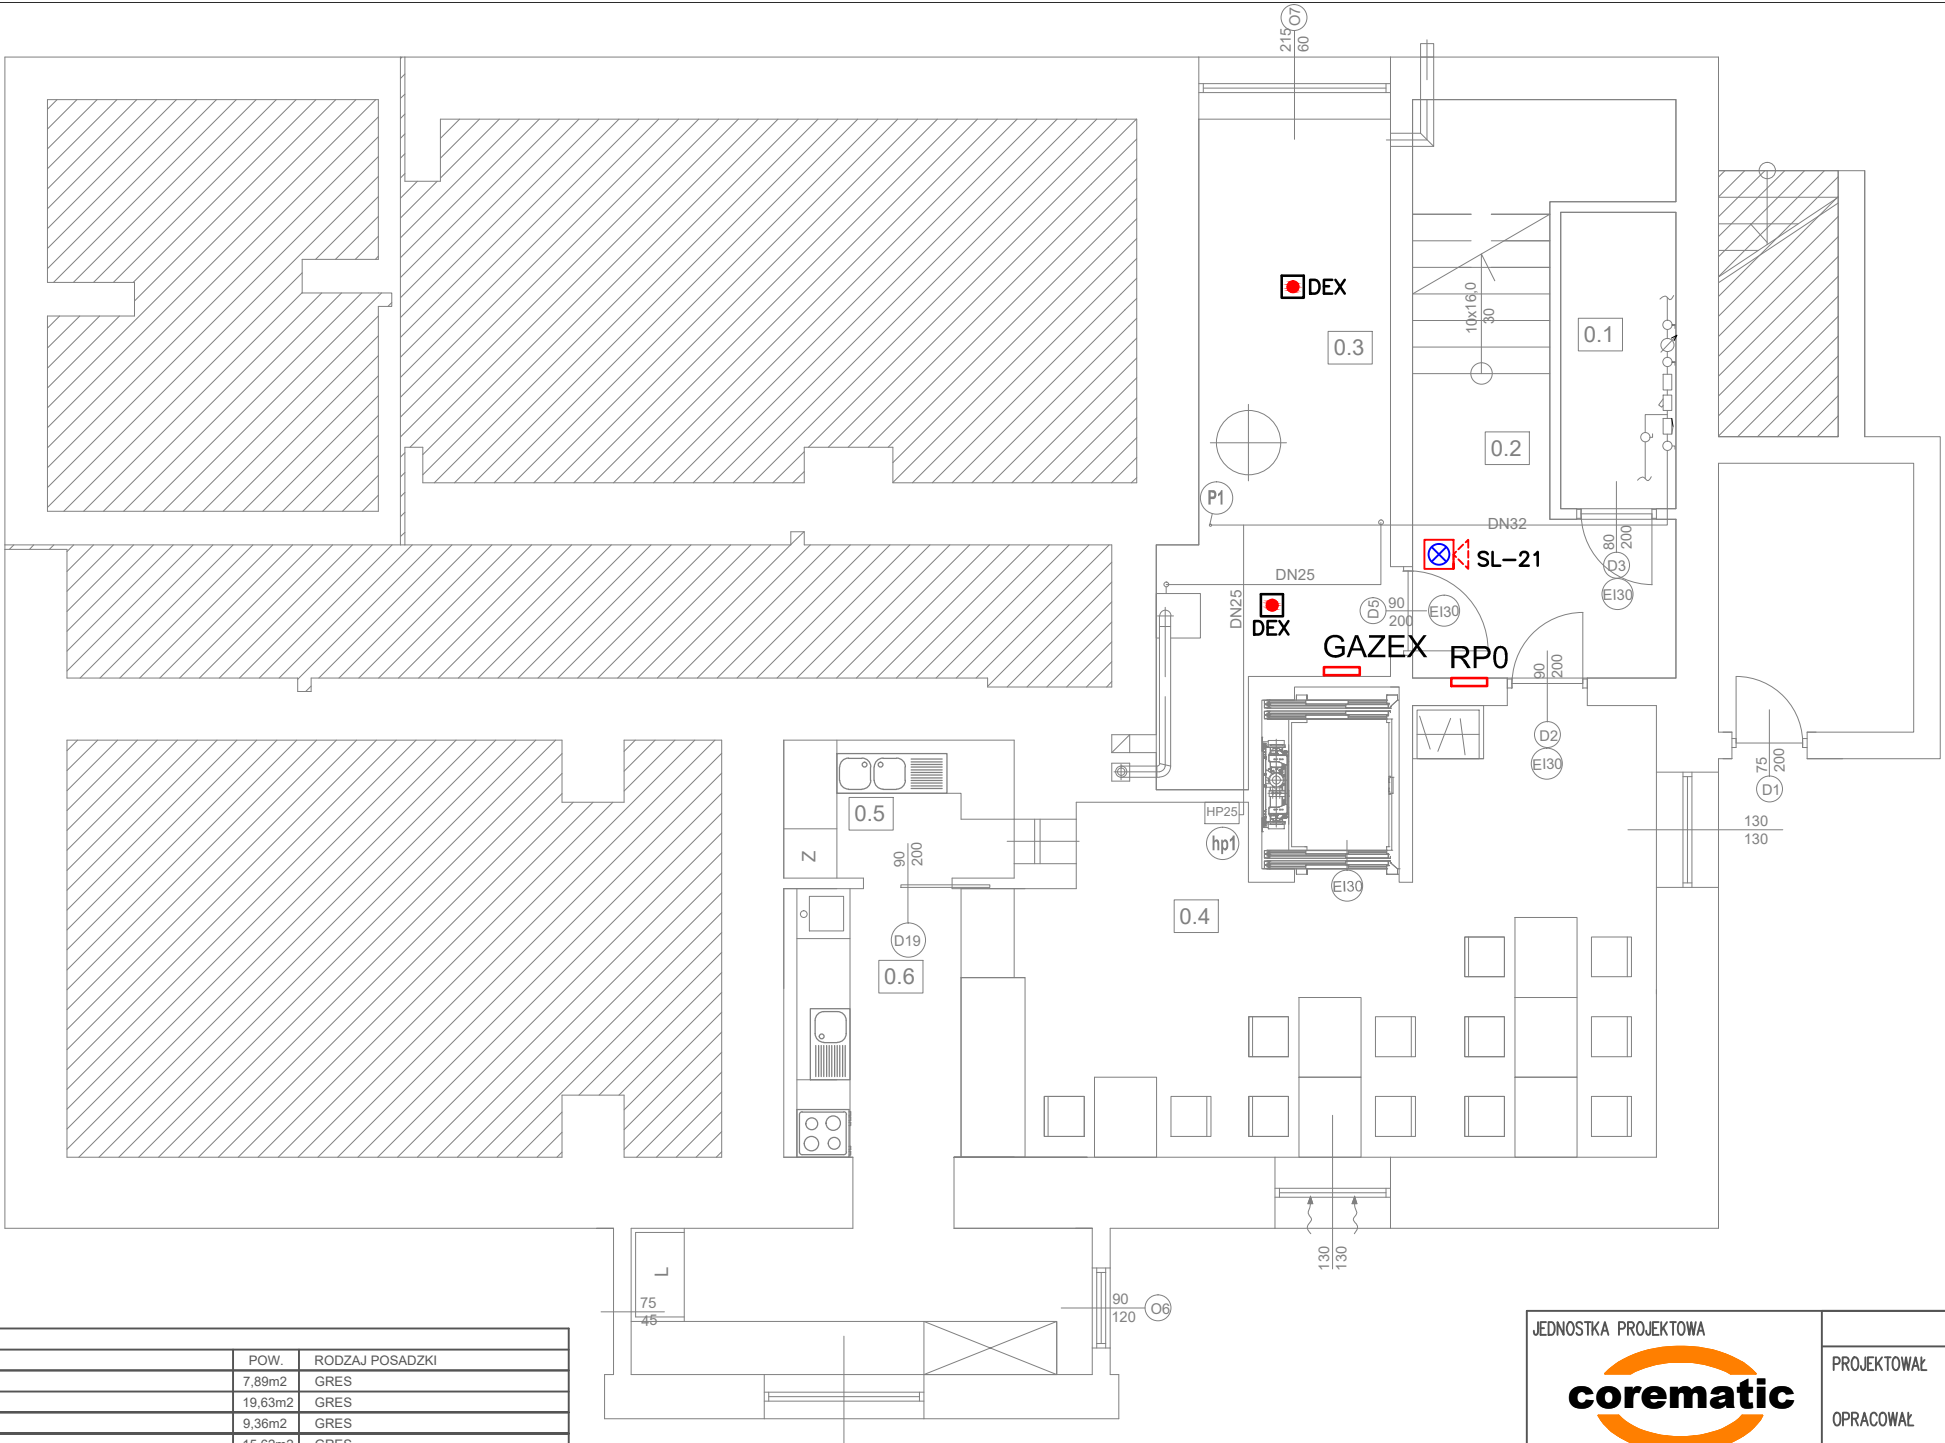 O7
215
60
DEX
0.3
10x16,0
30
0.1
0.2
P1
DN32
SL-21
80
200
D3
EI30
DN25
DN25
DEX
D5
90
200
EI30
GAZEX
RP0
90
200
D2
EI30
75
200
D1
130
130
0.5
Z
90
200
HP25
hp1
EI30
0.4
D19
0.6
130
130
L
75
45
90
120
O6
POW. RODZAJ POSADZKI
7,89m2 GRES
19,63m2 GRES
9,36m2 GRES
15,62m2 GRES
JEDNOSTKA PROJEKTOWA
corematic
PROJEKTOWAŁ
OPRACOWAŁ